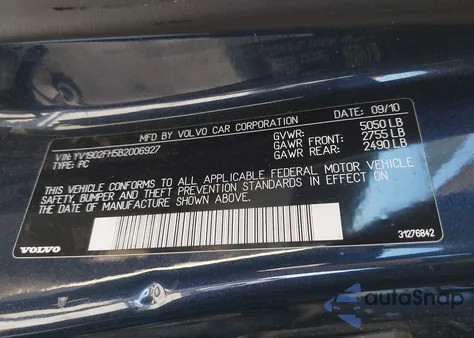 MFD BY VOLVO CAR CORPORATION DATE: 09/10
VIN: YV1902FH5B2006927 GVWR: 5050 LB
TYPE: PC GAWR FRONT: 2755 LB
GAWR REAR: 2490 LB
THIS VEHICLE CONFORMS TO ALL APPLICABLE FEDERAL MOTOR VEHICLE
SAFETY, BUMPER AND THEFT PREVENTION STANDARDS IN EFFECT ON
THE DATE OF MANUFACTURE SHOWN ABOVE.
VOLVO 31276842
autoSnap